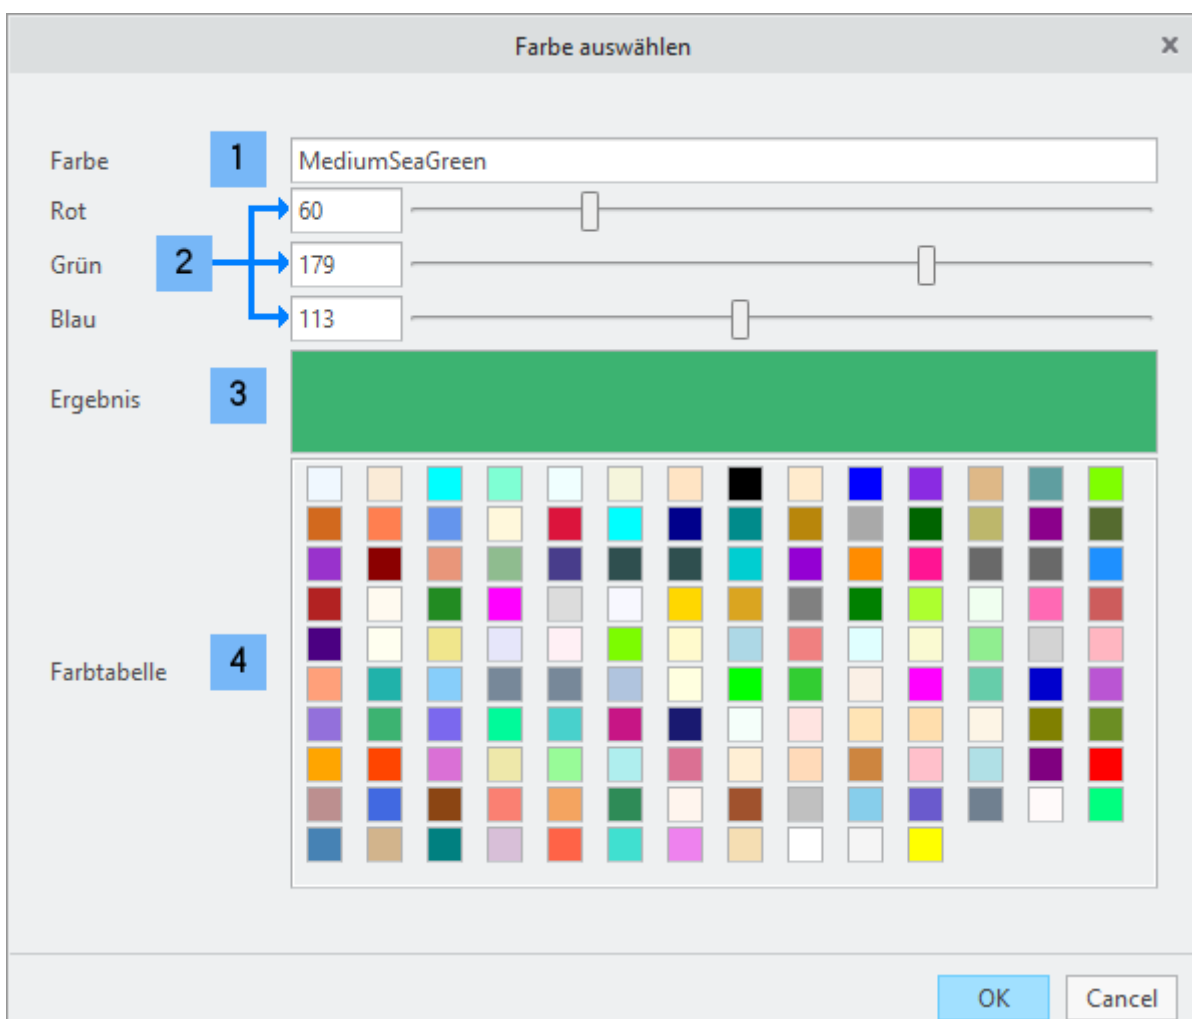 Farbe auswählen x
Farbe 1 MediumSeaGreen
Rot 60
Grün 2 179
Blau 113
Ergebnis 3
Farbtabelle 4
OK Cancel